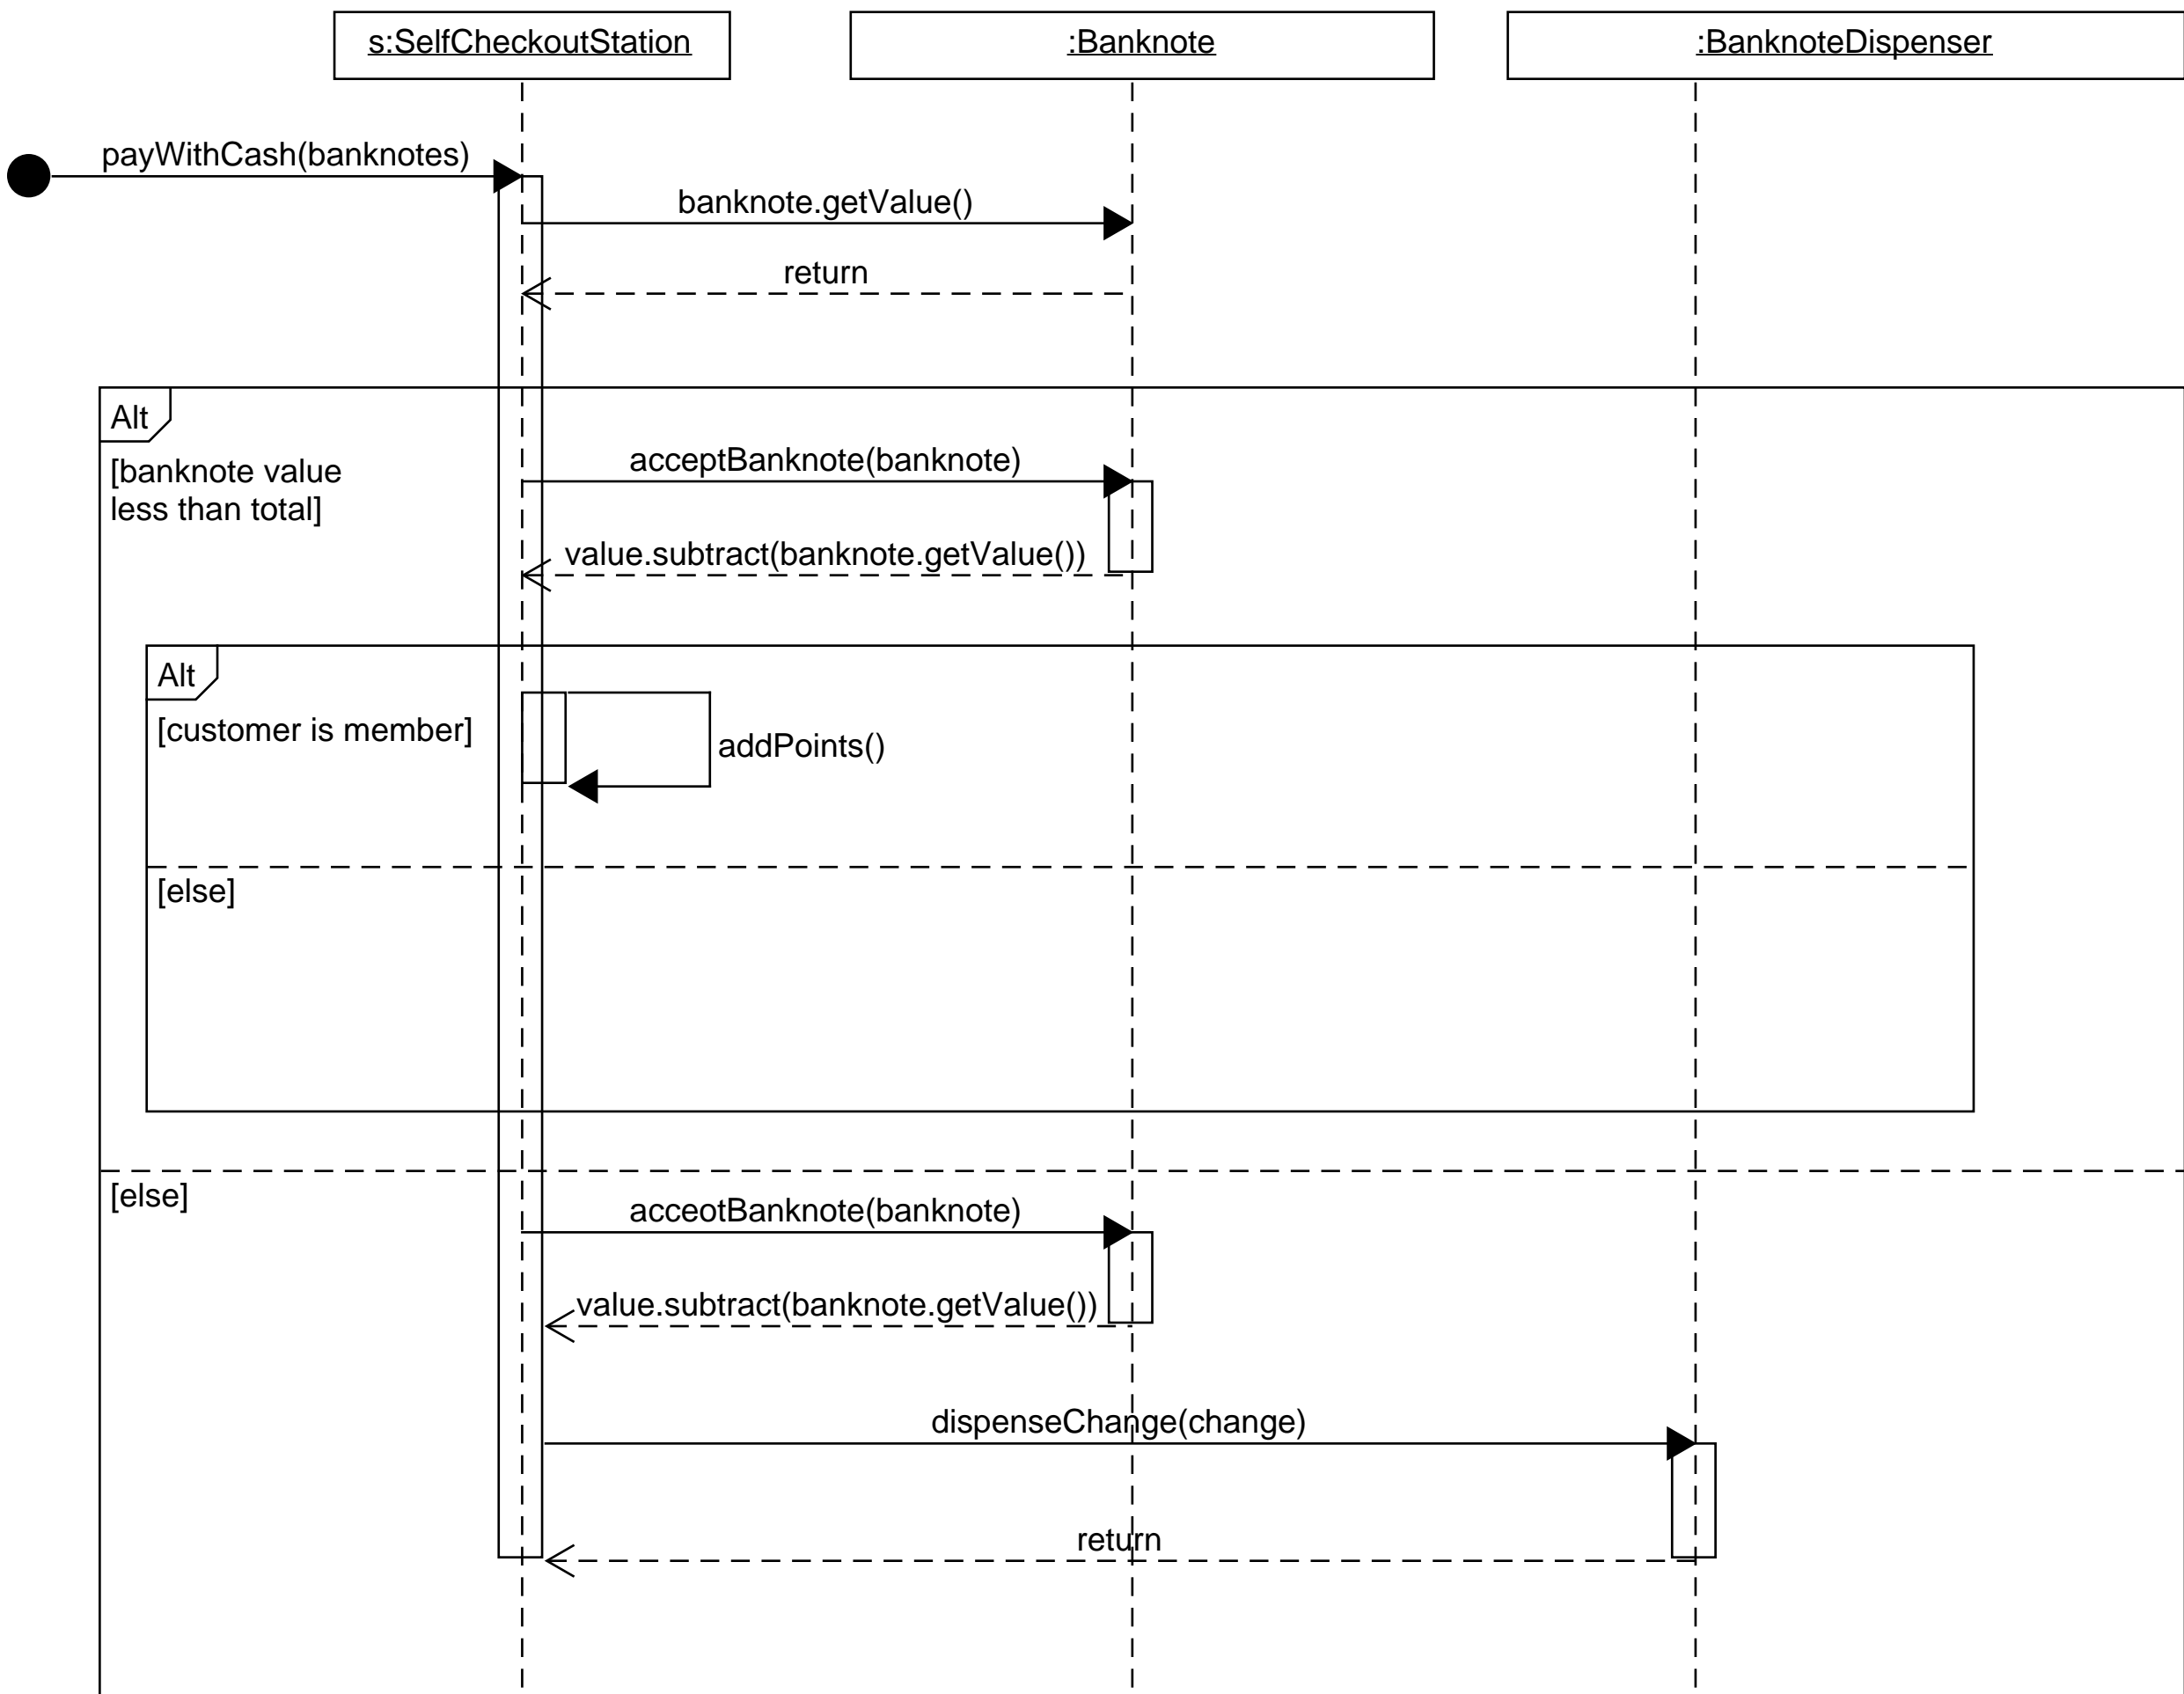 s:SelfCheckoutStation
:Banknote
:BanknoteDispenser
payWithCash(banknotes)
banknote.getValue()
return
Alt
[banknote value
less than total]
acceptBanknote(banknote)
value.subtract(banknote.getValue())
Alt
[customer is member]
addPoints()
[else]
[else]
acceotBanknote(banknote)
value.subtract(banknote.getValue())
dispenseChange(change)
return